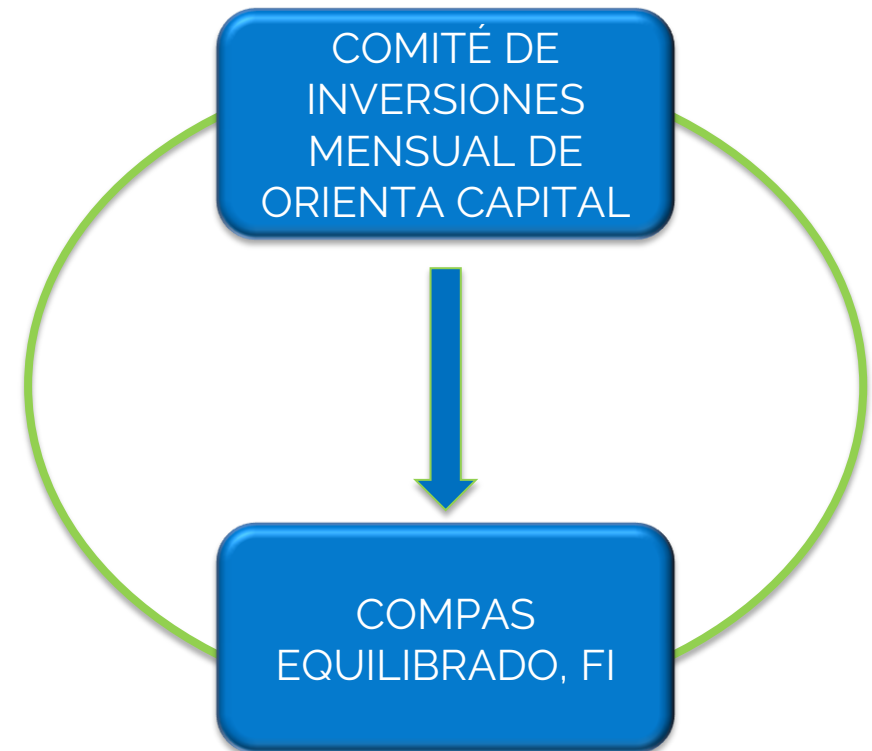 COMITÉ DE
INVERSIONES
MENSUAL DE
ORIENTA CAPITAL
COMPAS
EQUILIBRADO, FI